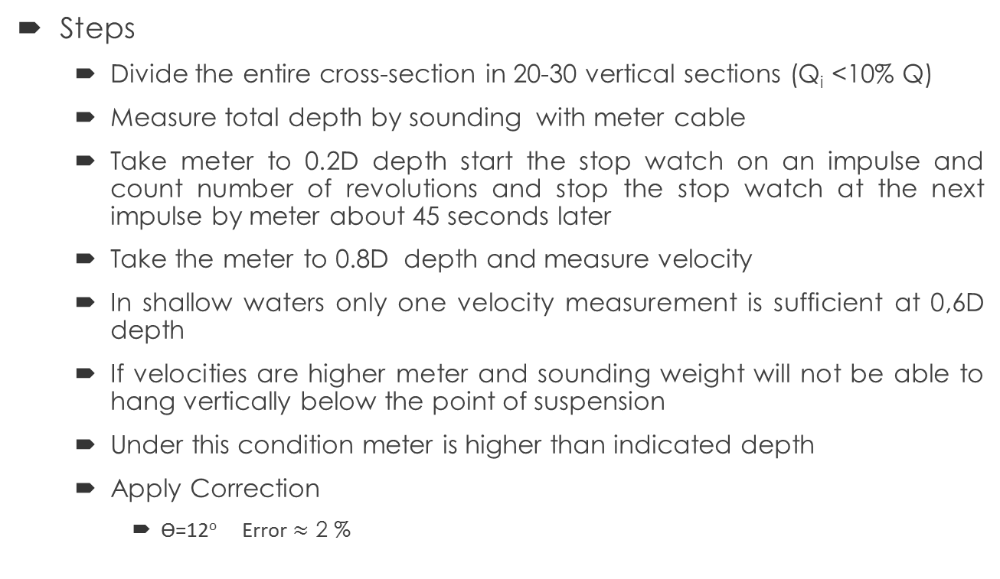 Steps
Divide the entire cross-section in 20-30 vertical sections (Qi <10% Q)
Measure total depth by sounding with meter cable
Take meter to 0.2D depth start the stop watch on an impulse and
count number of revolutions and stop the stop watch at the next
impulse by meter about 45 seconds later
Take the meter to 0.8D depth and measure velocity
In shallow waters only one velocity measurement is sufficient at 0,6D
depth
If velocities are higher meter and sounding weight will not be able to
hang vertically below the point of suspension
Under this condition meter is higher than indicated depth
Apply Correction
ϴ=12° Error ≈ 2 %